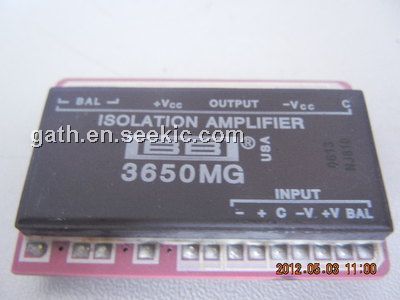 BAL +Vcc OUTPUT -Vcc C
ISOLATION AMPLIFIER
gath.en.seekic.com
BB®
USA
3650MG
INPUT
- + C -V +V BAL
2012.05.03 11:00